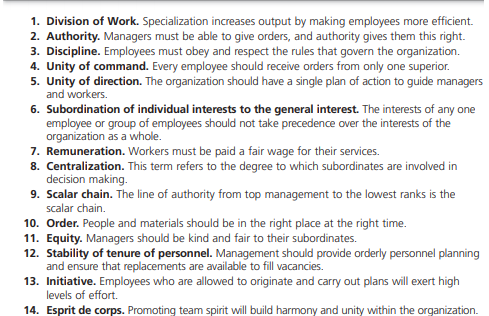 1. Division of Work. Specialization increases output by making employees more efficient.
2. Authority. Managers must be able to give orders, and authority gives them this right.
3. Discipline. Employees must obey and respect the rules that govern the organization.
4. Unity of command. Every employee should receive orders from only one superior.
5. Unity of direction. The organization should have a single plan of action to guide managers
and workers.
6. Subordination of individual interests to the general interest. The interests of any one
employee or group of employees should not take precedence over the interests of the
organization as a whole.
7. Remuneration. Workers must be paid a fair wage for their services.
8. Centralization. This term refers to the degree to which subordinates are involved in
decision making.
9. Scalar chain. The line of authority from top management to the lowest ranks is the
scalar chain.
10. Order. People and materials should be in the right place at the right time.
11. Equity. Managers should be kind and fair to their subordinates.
12. Stability of tenure of personnel. Management should provide orderly personnel planning
and ensure that replacements are available to fill vacancies.
13. Initiative. Employees who are allowed to originate and carry out plans will exert high
levels of effort.
14. Esprit de corps. Promoting team spirit will build harmony and unity within the organization.